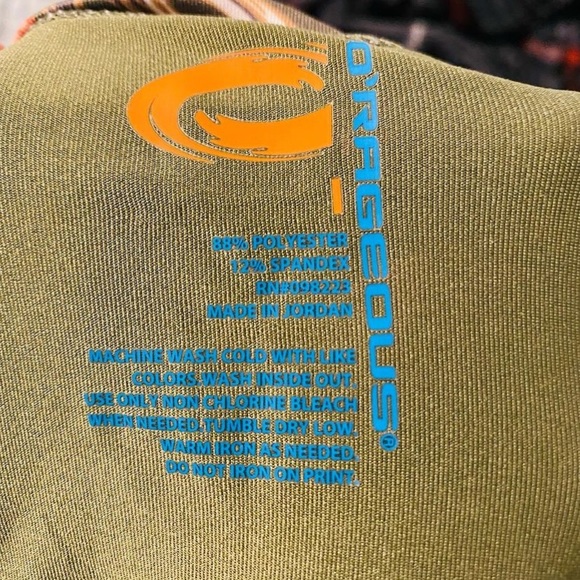 O'RAGEOUS®
88% POLYESTER
12% SPANDEX
RN#098223
MADE IN JORDAN
MACHINE WASH COLD WITH LIKE
COLORS.WASH INSIDE OUT.
USE ONLY NON CHLORINE BLEACH
WHEN NEEDED.TUMBLE DRY LOW.
WARM IRON AS NEEDED.
DO NOT IRON ON PRINT.